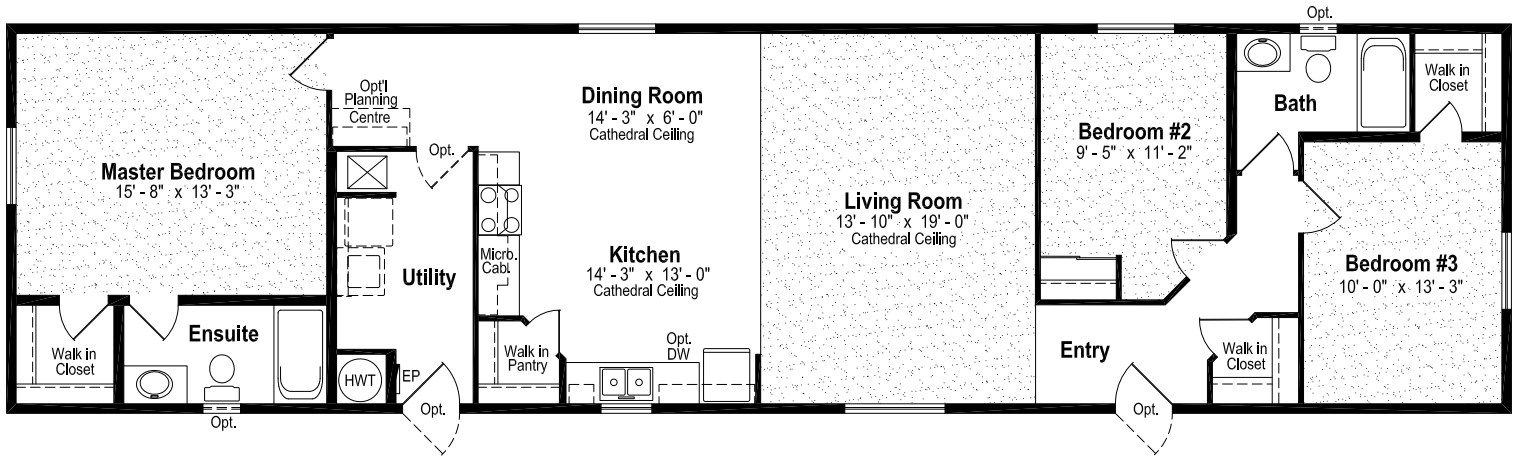 Master Bedroom
15' - 8" x 13' - 3"
Walk in
Closet
Ensuite
Opt.
Opt'l
Planning
Centre
Opt.
Utility
HWT
EP
Opt.
Dining Room
14' - 3" x 6' - 0"
Cathedral Ceiling
Micro.
Cab.
Kitchen
14' - 3" x 13' - 0"
Cathedral Ceiling
Walk in
Pantry
Opt.
DW
Living Room
13' - 10" x 19' - 0"
Cathedral Ceiling
Bedroom #2
9' - 5" x 11' - 2"
Opt.
Bath
Walk in
Closet
Bedroom #3
10' - 0" x 13' - 3"
Entry
Walk in
Closet
Opt.